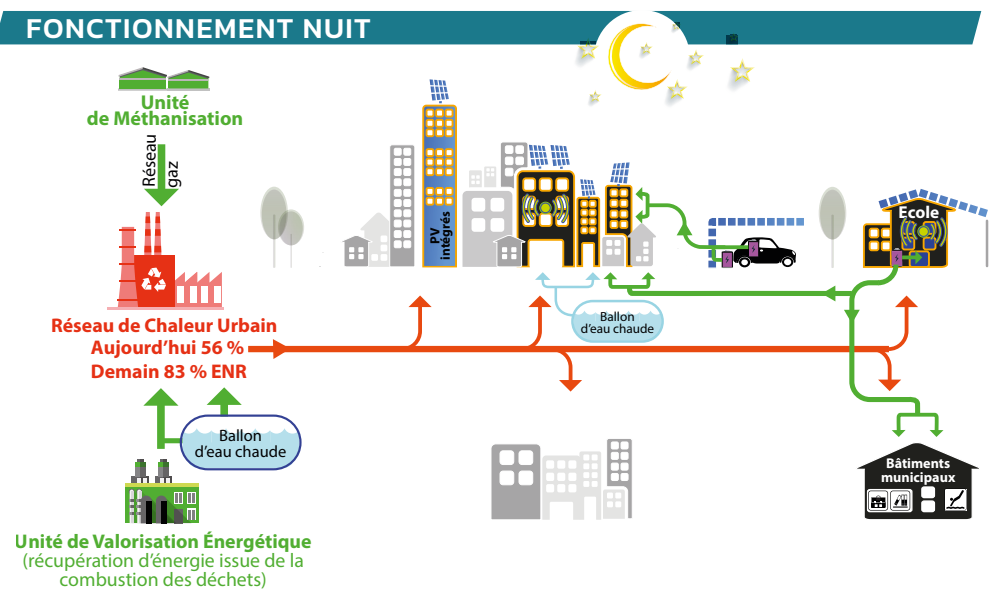 FONCTIONNEMENT NUIT
Unité
de Méthanisation
Réseau
gaz
PV
intégrés
Ecole
Ballon
d'eau chaude
Réseau de Chaleur Urbain
Aujourd'hui 56 %
Demain 83 % ENR
Ballon
d'eau chaude
Bâtiments
municipaux
Unité de Valorisation Énergétique
(récupération d'énergie issue de la
combustion des déchets)